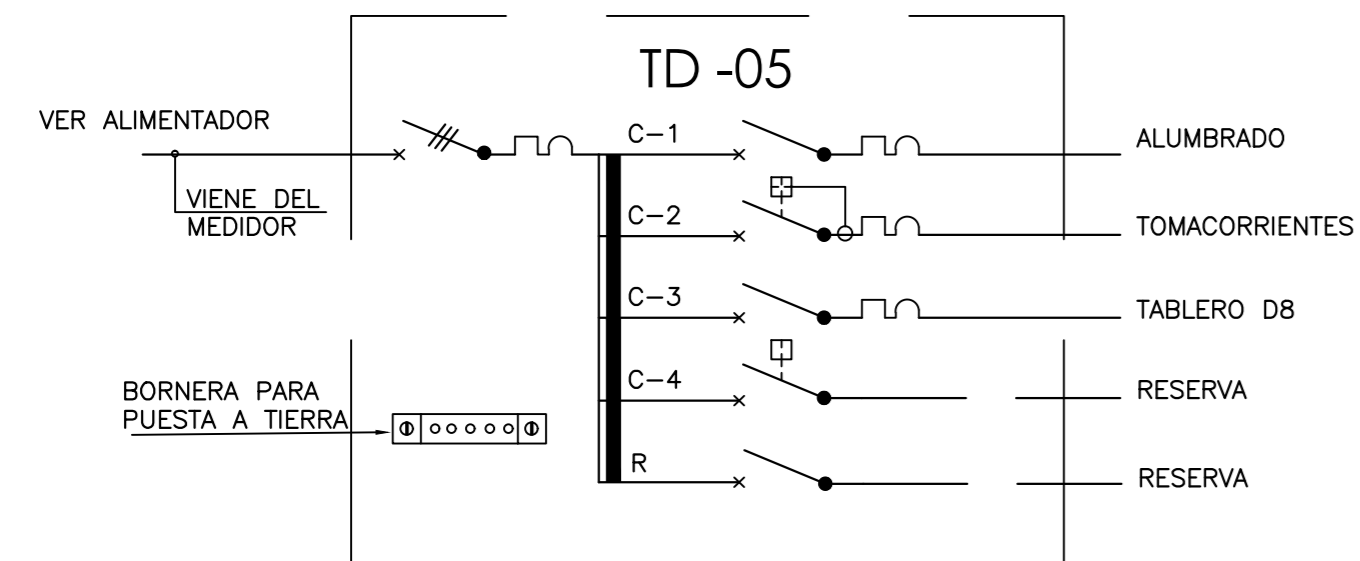 TD -05
VER ALIMENTADOR
VIENE DEL
MEDIDOR
C-1
ALUMBRADO
C-2
TOMACORRIENTES
C-3
TABLERO D8
C-4
RESERVA
BORNERA PARA
PUESTA A TIERRA
R
RESERVA